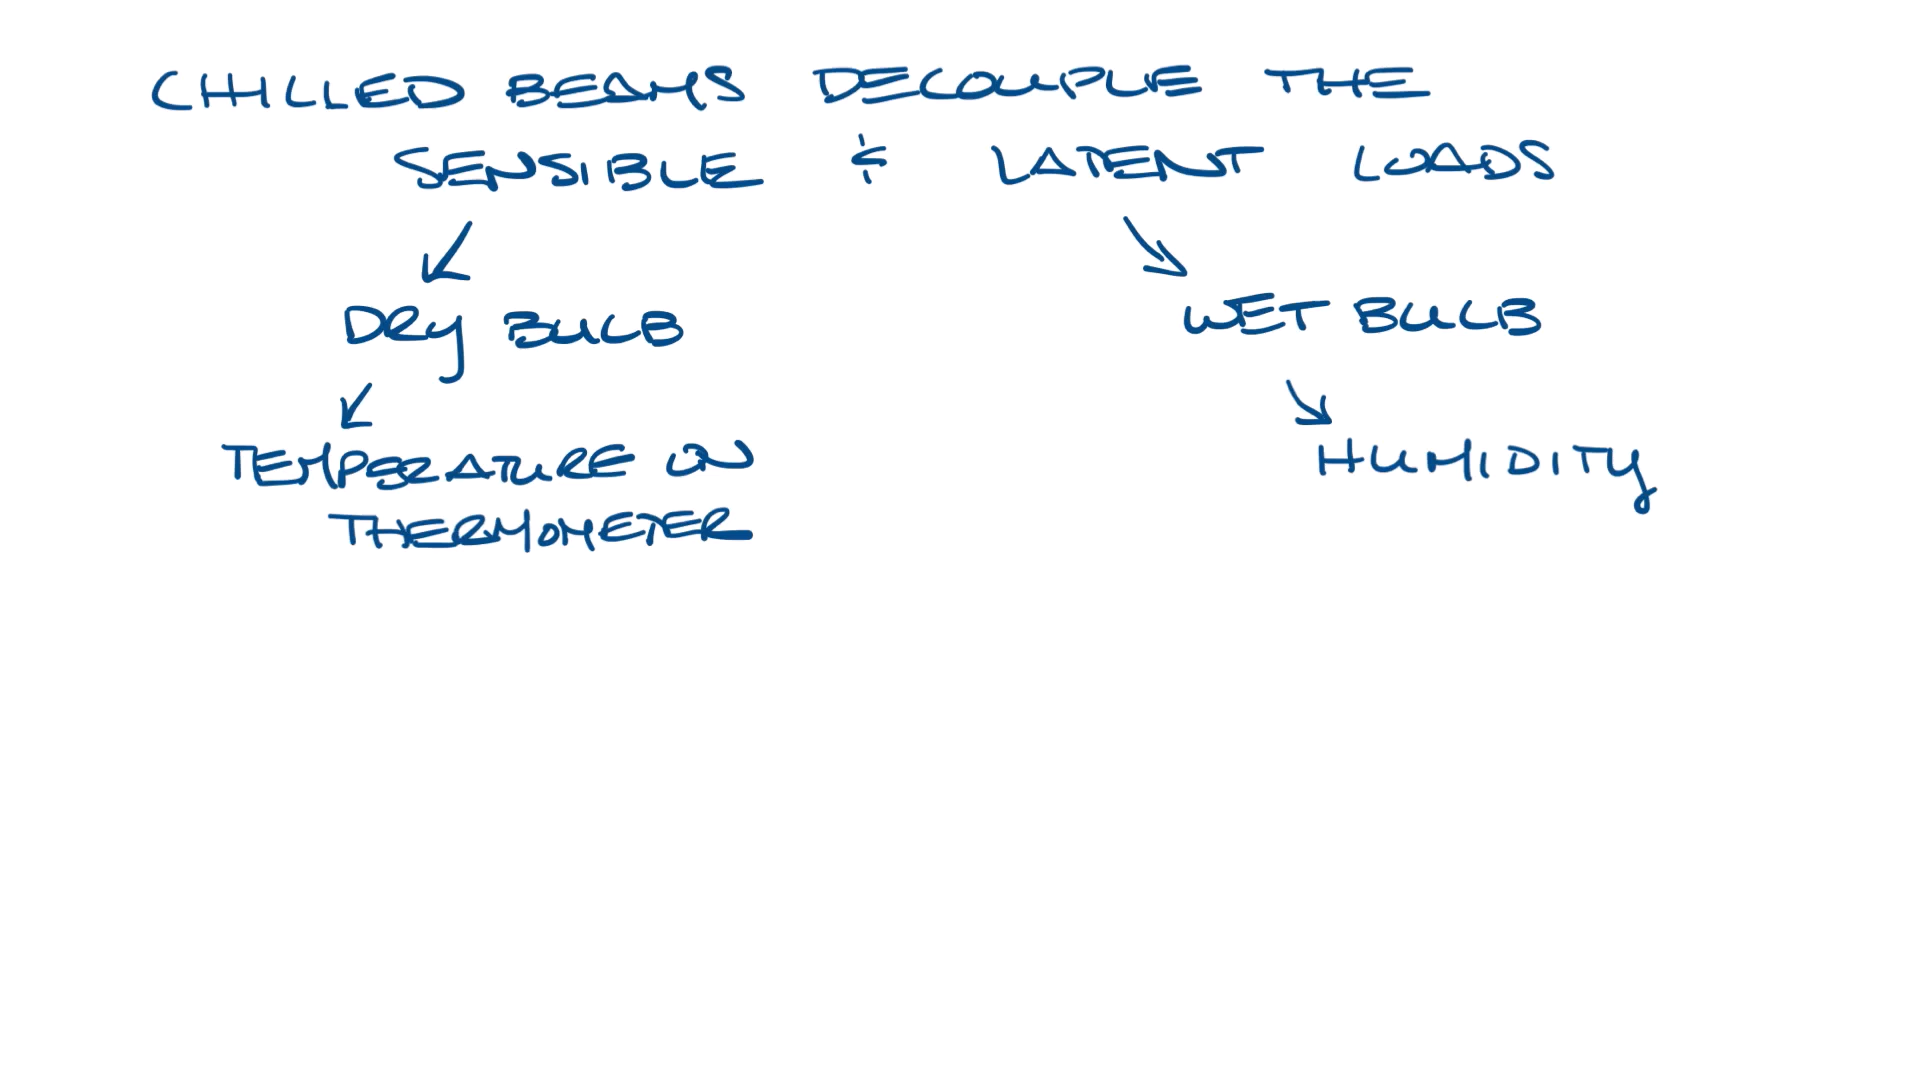 CHILLED BEAMS DECOUPLE THE
SENSIBLE & LATENT LOADS
DRY BULB
WET BULB
TEMPERATURE ON
THERMOMETER
HUMIDITY